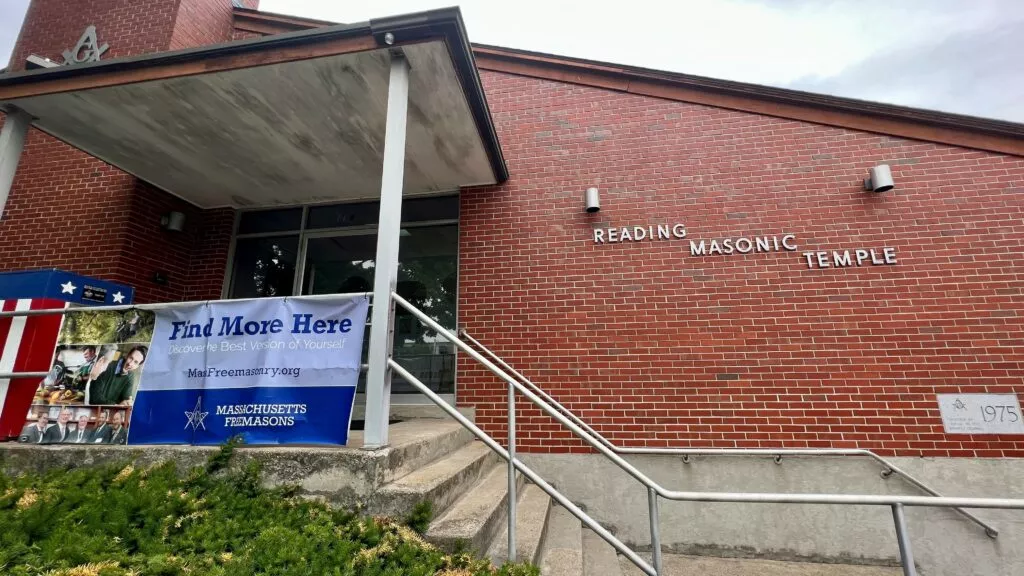 READING
MASONIC
TEMPLE
Find More Here
Discover the Best Version of Yourself
MassFreemasonry.org
MASSACHUSETTS
FREEMASONS
1975